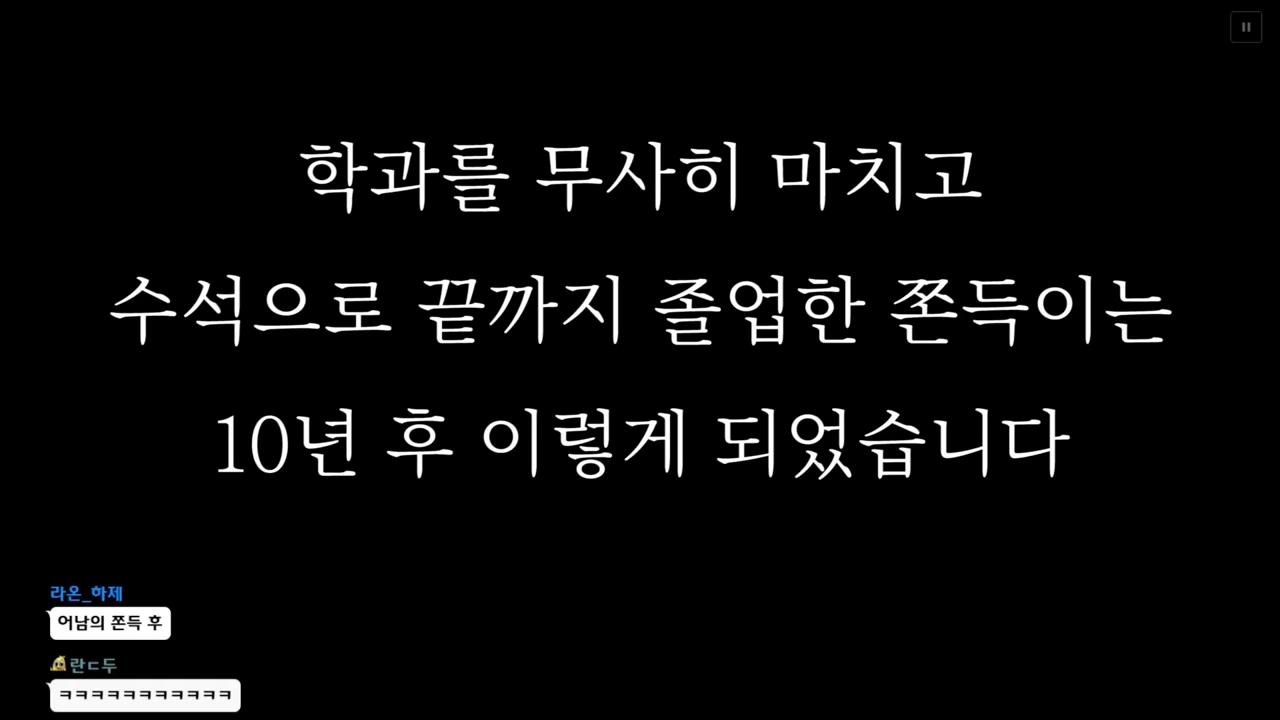 학과를 무사히 마치고
수석으로 끝까지 졸업한 쫀득이는
10년 후 이렇게 되었습니다
라온_하제
어남의 쫀득 후
란ㄷ두
ㅋㅋㅋㅋㅋㅋㅋㅋㅋㅋㅋ